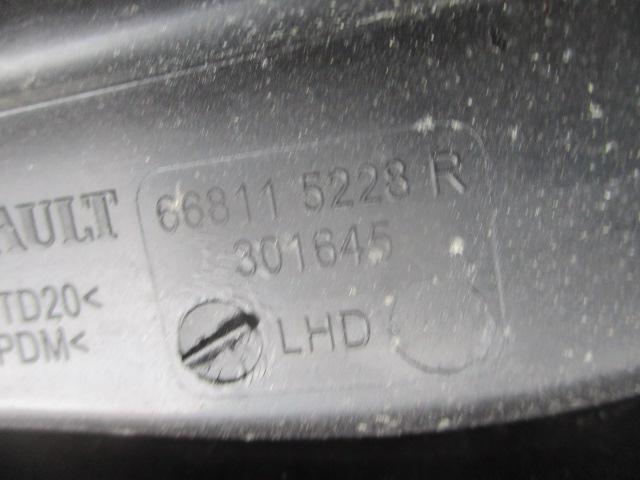 AULT
66811 5228 R
301645
TD20<
PDM<
LHD